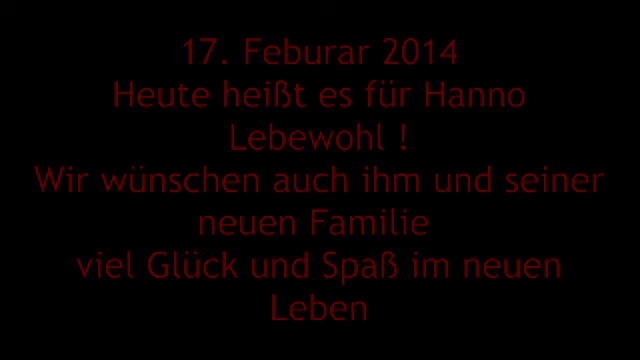 17. Feburar 2014
Heute heißt es für Hanno
Lebewohl !
Wir wünschen auch ihm und seiner
neuen Familie
viel Glück und Spaß im neuen
Leben